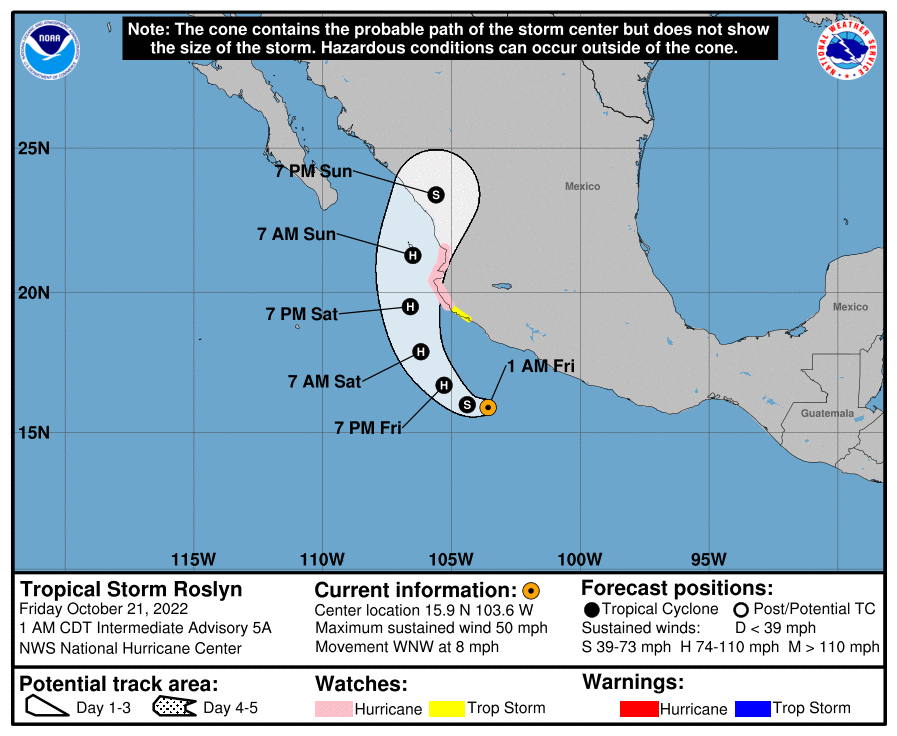 Note: The cone contains the probable path of the storm center but does not show
the size of the storm. Hazardous conditions can occur outside of the cone.
NOAA
NATIONAL WEATHER SERVICE
25N
20N
15N
7 PM Sun
7 AM Sun
7 PM Sat
7 AM Sat
7 PM Fri
1 AM Fri
S
H
H
H
H
S
Mexico
Mexico
Guatemala
115W 110W 105W 100W 95W
Tropical Storm Roslyn
Friday October 21, 2022
1 AM CDT Intermediate Advisory 5A
NWS National Hurricane Center
Current information:
Center location 15.9 N 103.6 W
Maximum sustained wind 50 mph
Movement WNW at 8 mph
Forecast positions:
Tropical Cyclone Post/Potential TC
Sustained winds: D < 39 mph
S 39-73 mph H 74-110 mph M > 110 mph
Potential track area:
Day 1-3 Day 4-5
Watches:
Hurricane Trop Storm
Warnings:
Hurricane Trop Storm